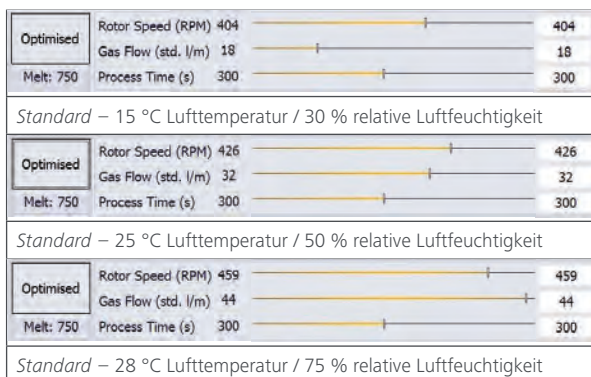 Optimised
Melt: 750
Rotor Speed (RPM) 404 404
Gas Flow (std. l/m) 18 18
Process Time (s) 300 300
Standard – 15 °C Lufttemperatur / 30 % relative Luftfeuchtigkeit
Optimised
Melt: 750
Rotor Speed (RPM) 426 426
Gas Flow (std. l/m) 32 32
Process Time (s) 300 300
Standard – 25 °C Lufttemperatur / 50 % relative Luftfeuchtigkeit
Optimised
Melt: 750
Rotor Speed (RPM) 459 459
Gas Flow (std. l/m) 44 44
Process Time (s) 300 300
Standard – 28 °C Lufttemperatur / 75 % relative Luftfeuchtigkeit